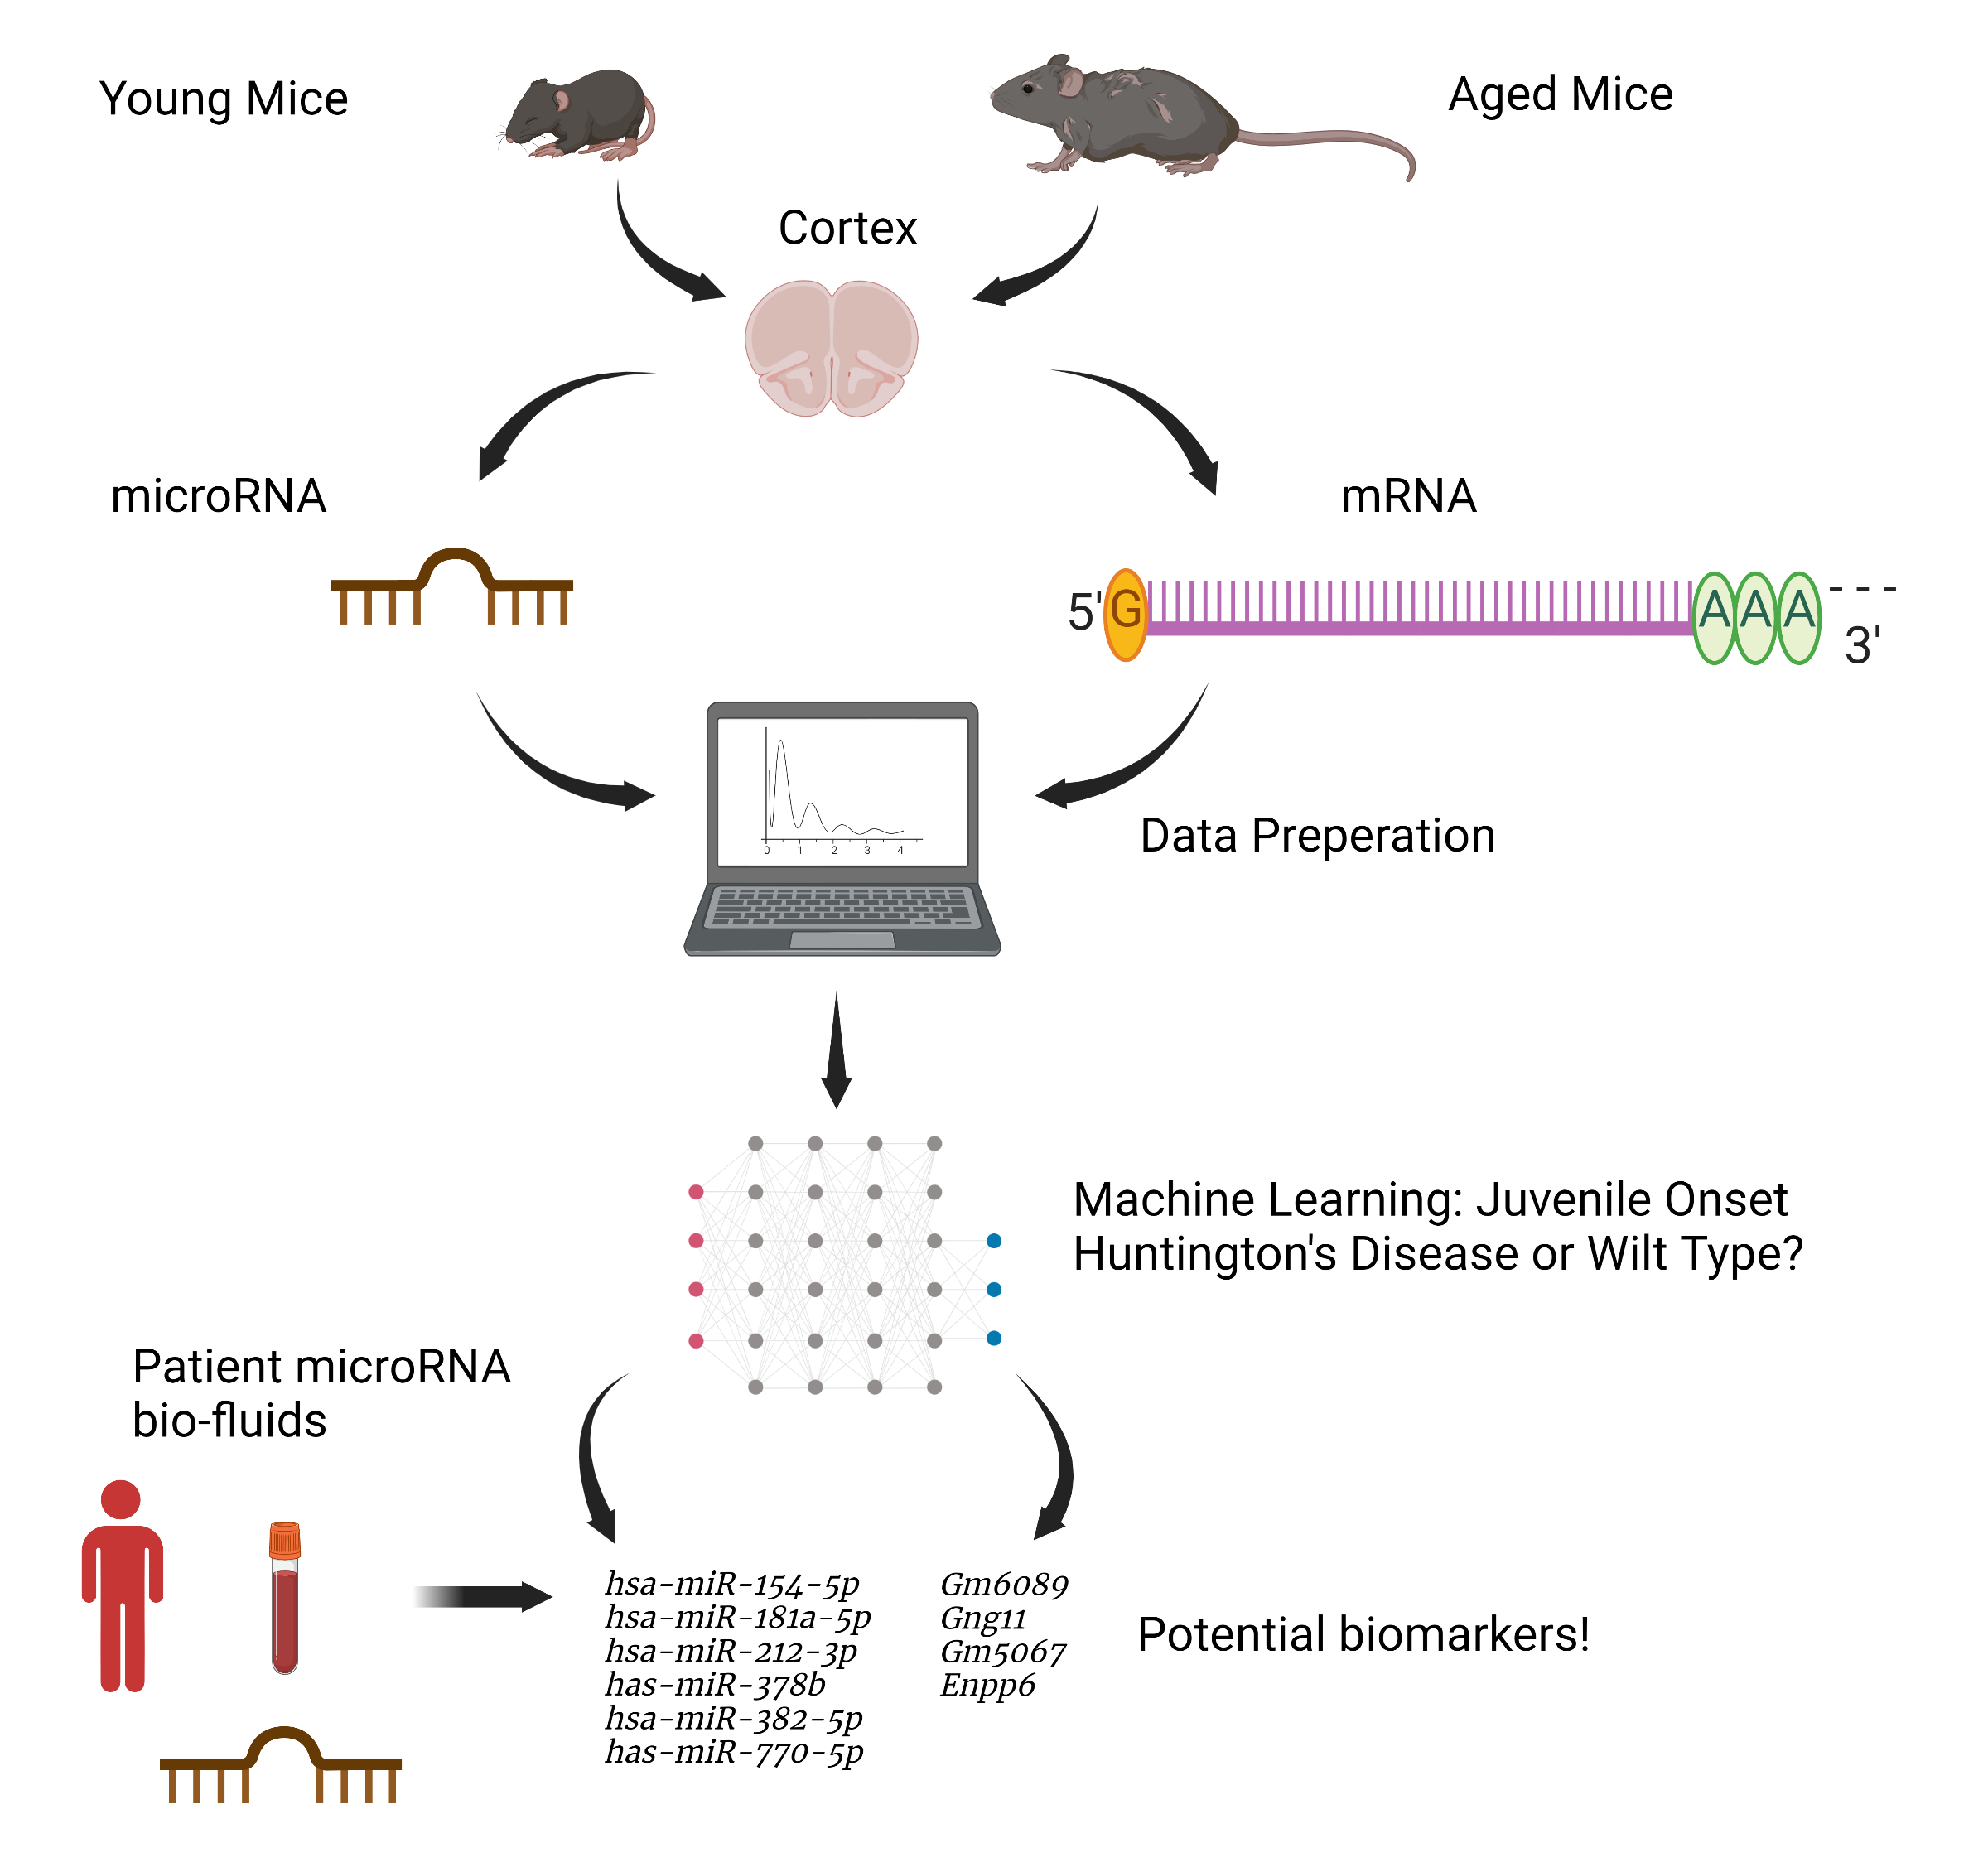 Young Mice
Aged Mice
Cortex
microRNA
mRNA
5' G A A A - - - 3'
0 1 2 3 4
Data Preperation
Machine Learning: Juvenile Onset
Huntington's Disease or Wilt Type?
Patient microRNA
bio-fluids
hsa-miR-154-5p
hsa-miR-181a-5p
hsa-miR-212-3p
has-miR-378b
hsa-miR-382-5p
has-miR-770-5p
Gm6089
Gng11
Gm5067
Enpp6
Potential biomarkers!